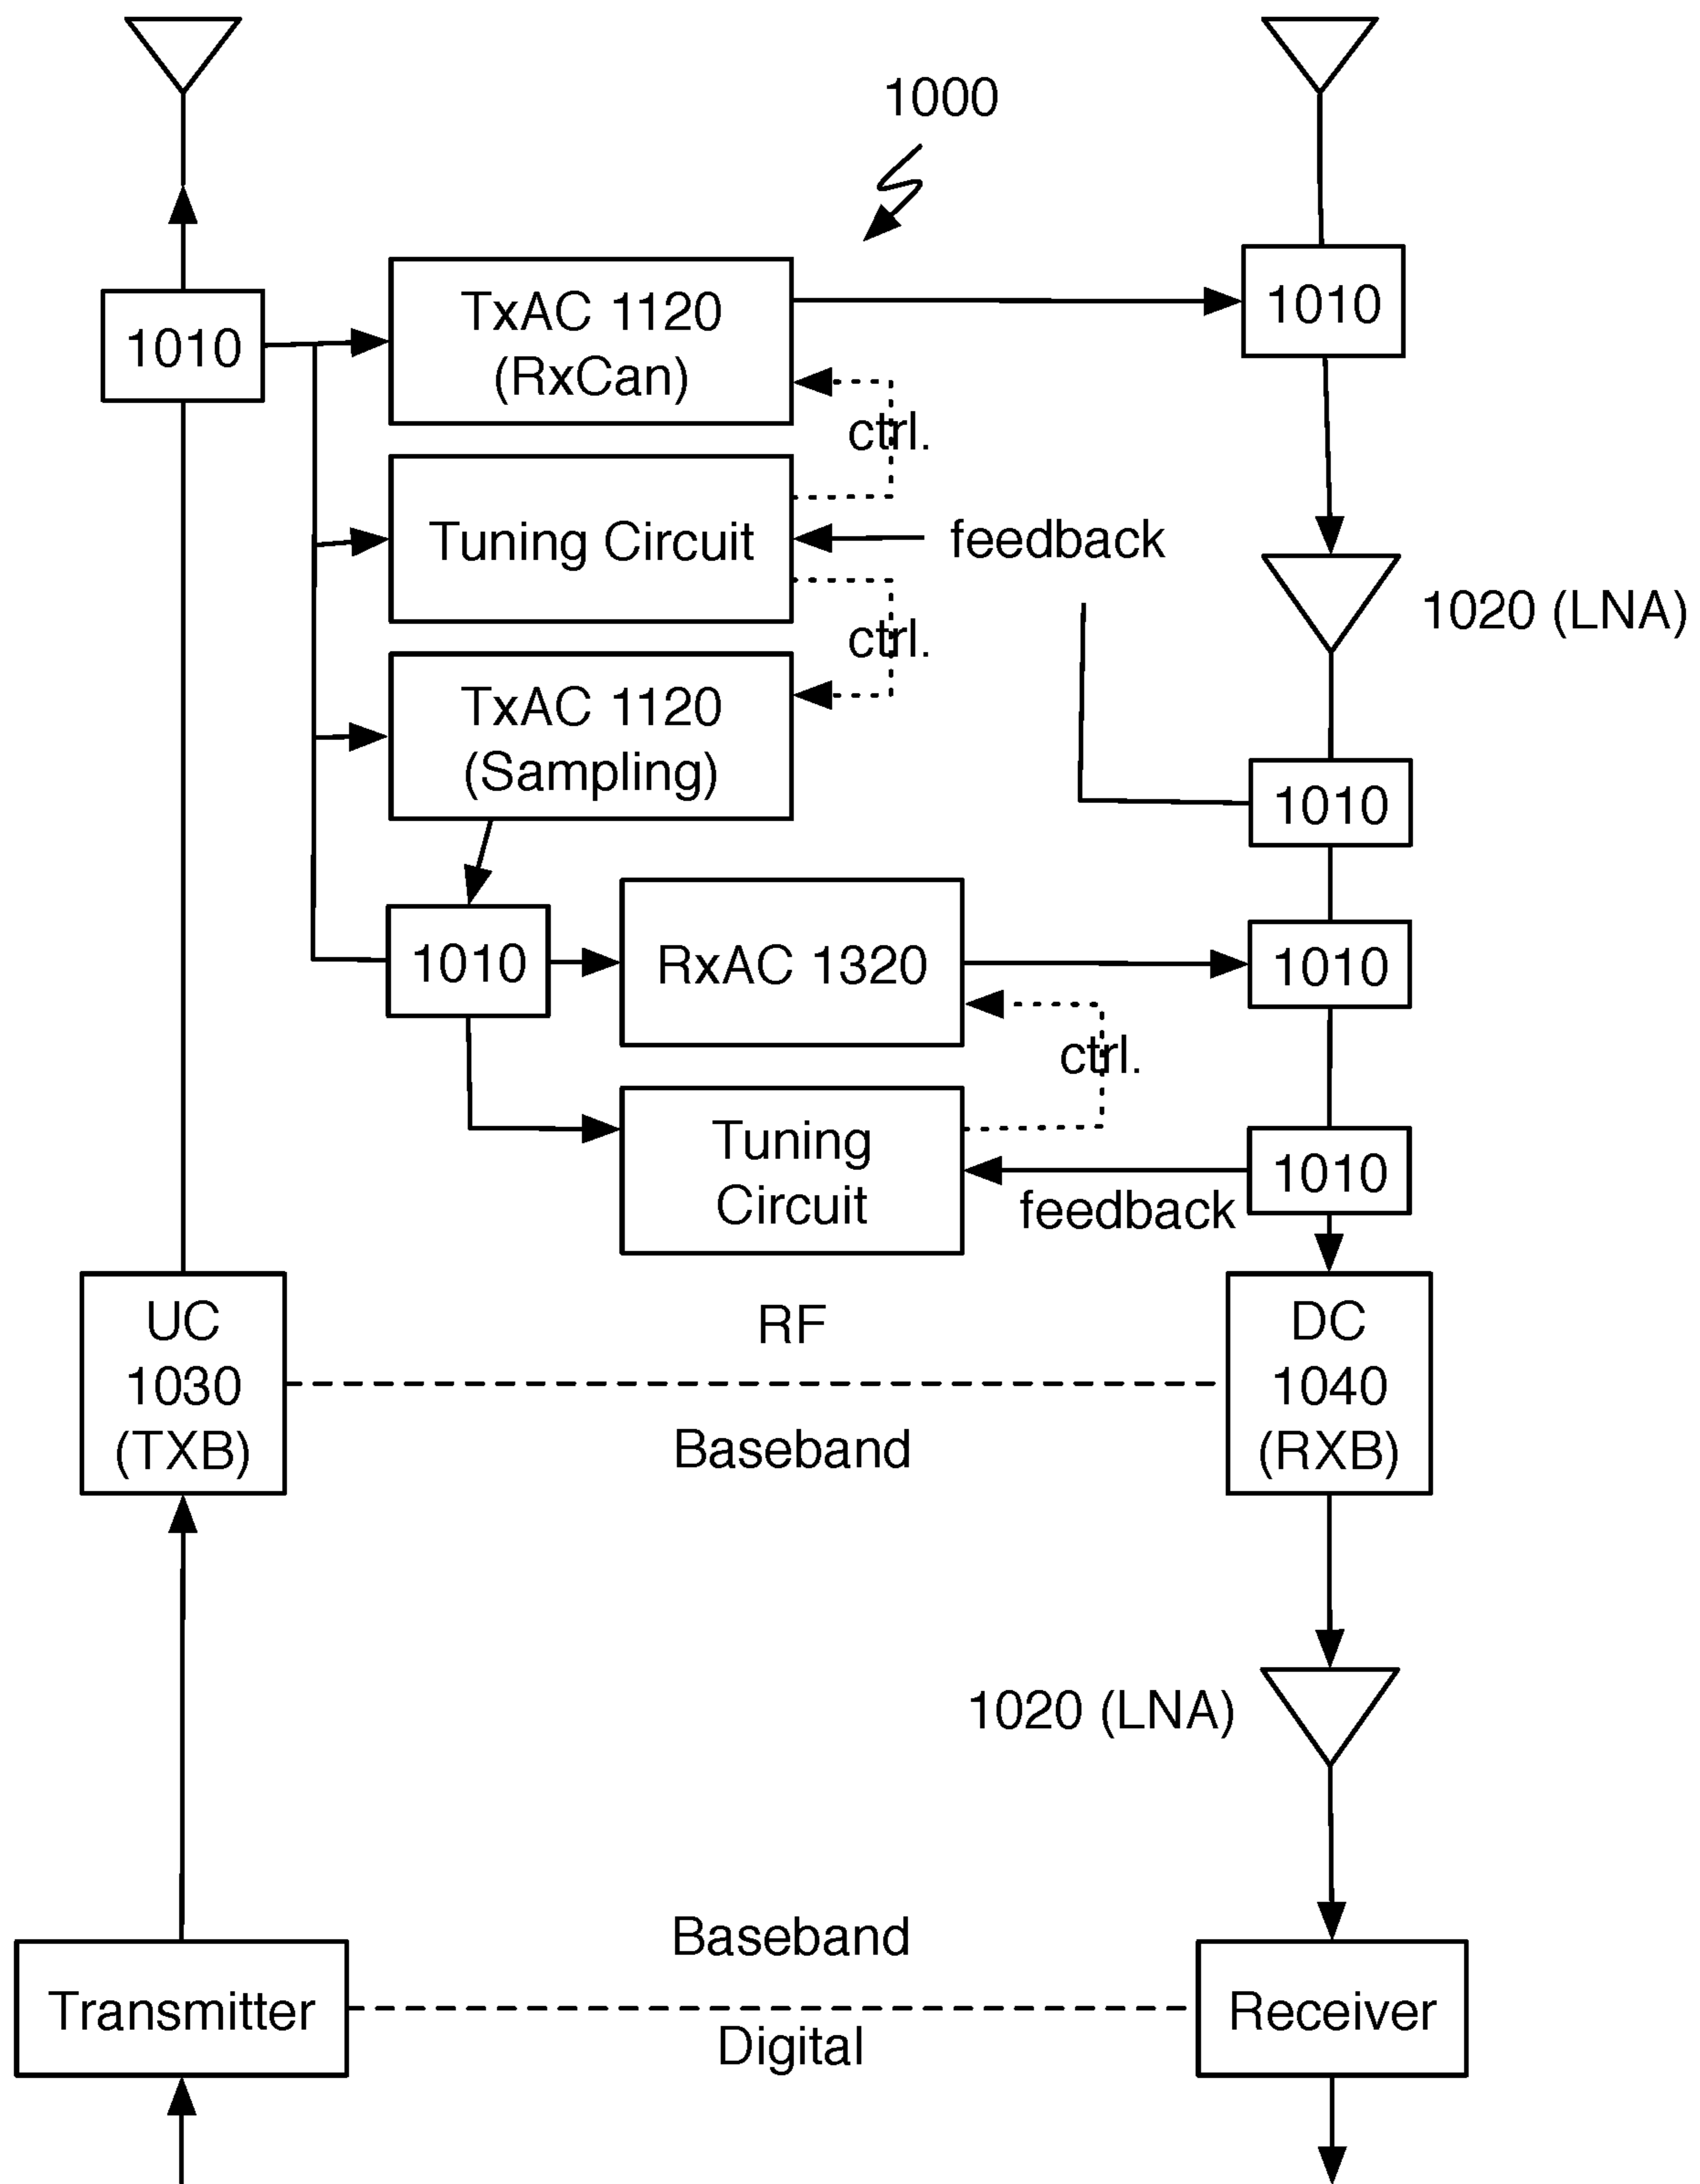 1000
1010
TxAC 1120
(RxCan)
1010
ctrl.
Tuning Circuit
feedback
1020 (LNA)
ctrl.
TxAC 1120
(Sampling)
1010
1010
RxAC 1320
1010
ctrl.
Tuning
Circuit
1010
feedback
UC
1030
(TXB)
RF
Baseband
DC
1040
(RXB)
1020 (LNA)
Baseband
Transmitter
Digital
Receiver